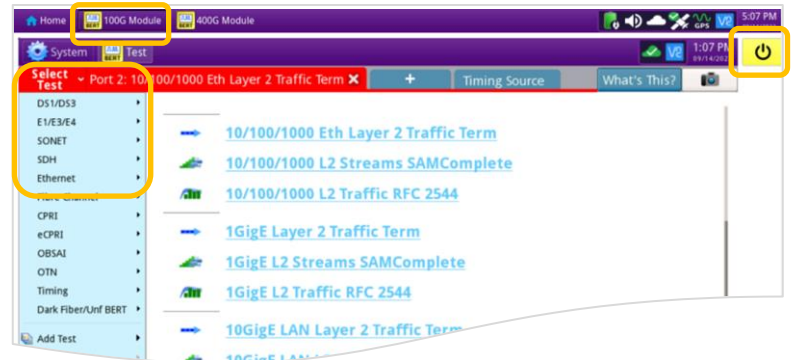 Home
100G Module
400G Module
GPS
V2
5:07 PM
System
BERT
Test
V2
1:07 PM
Select Test
Port 2: 10/100/1000 Eth Layer 2 Traffic Term
+
Timing Source
What's This?
DS1/DS3
E1/E3/E4
SONET
SDH
Ethernet
Fibre Channel
CPRI
eCPRI
OBSAI
OTN
Timing
Dark Fiber/Unf BERT
Add Test
10/100/1000 Eth Layer 2 Traffic Term
10/100/1000 L2 Streams SAMComplete
10/100/1000 L2 Traffic RFC 2544
1GigE Layer 2 Traffic Term
1GigE L2 Streams SAMComplete
1GigE L2 Traffic RFC 2544
10GigE LAN Layer 2 Traffic Term